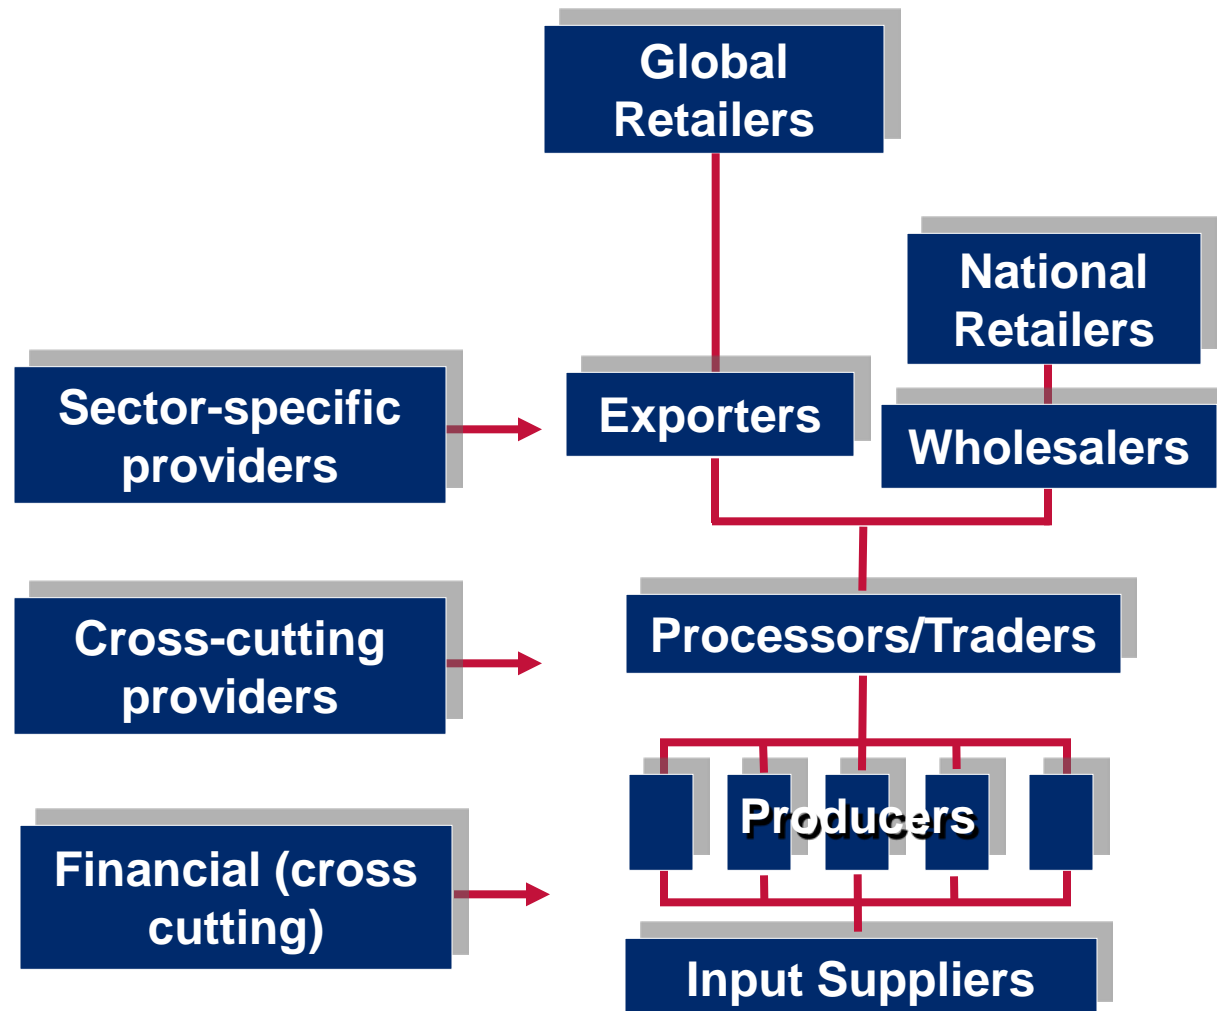 Global
Retailers
National
Retailers
Sector-specific
providers
Exporters
Wholesalers
Cross-cutting
providers
Processors/Traders
Producers
Financial (cross
cutting)
Input Suppliers